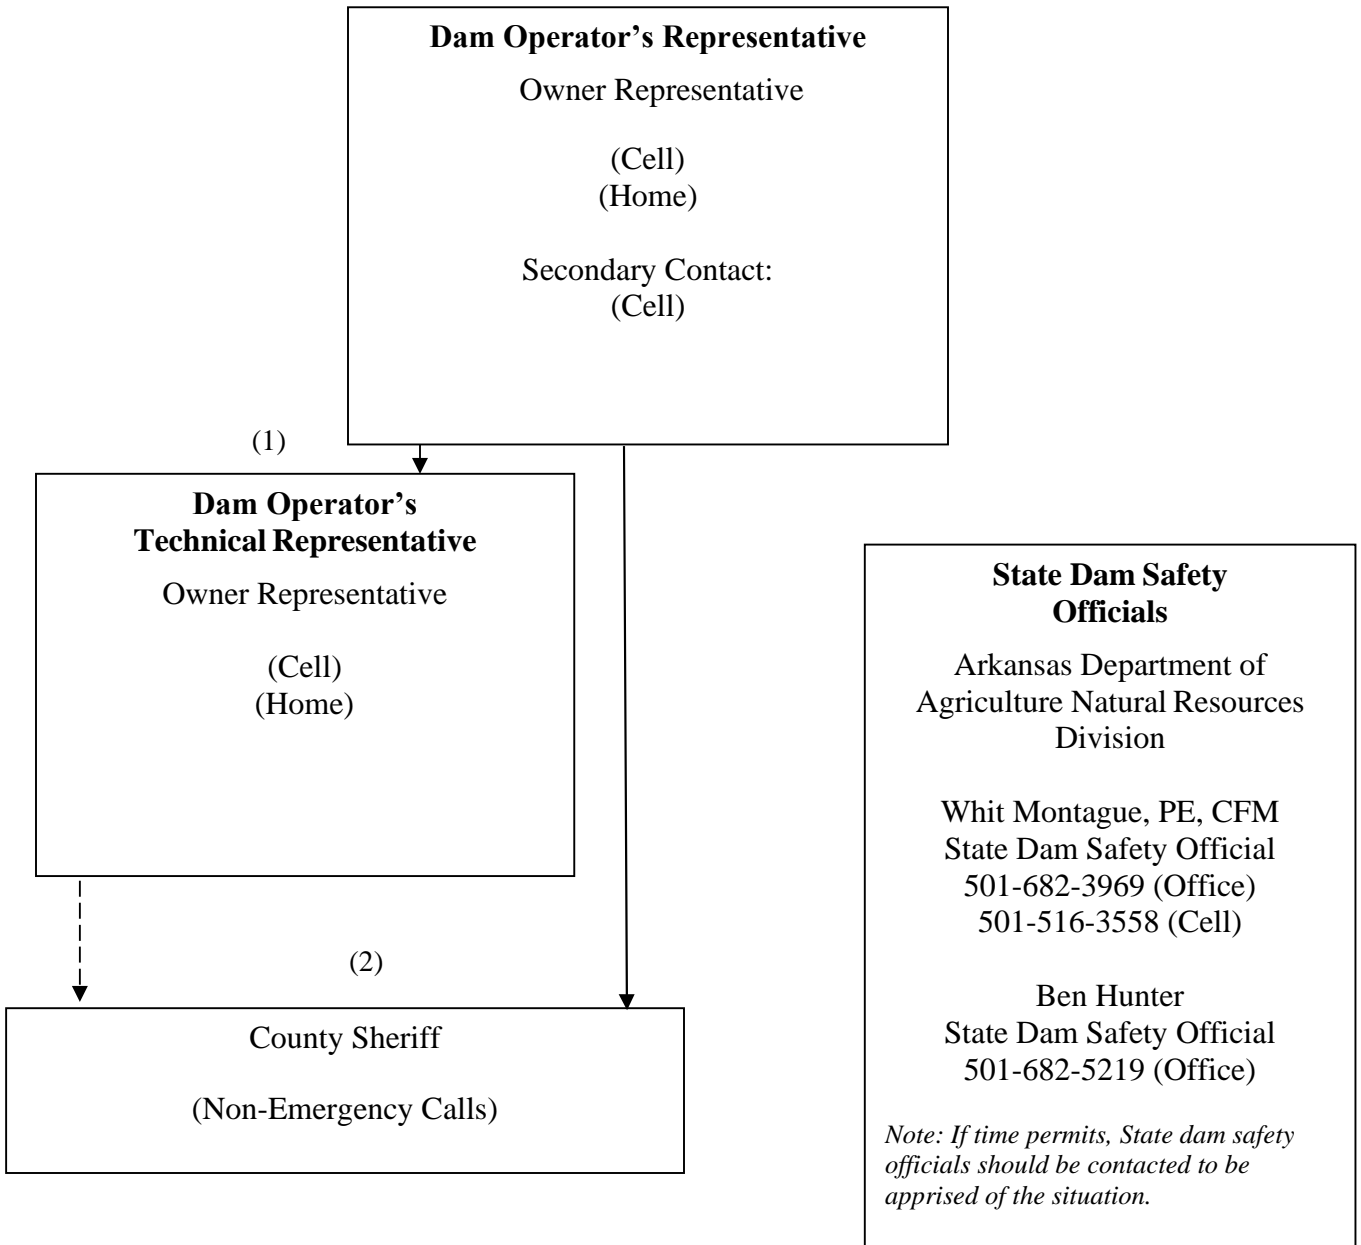 Dam Operator’s Representative
Owner Representative
(Cell)
(Home)
Secondary Contact:
(Cell)
(1)
Dam Operator’s
Technical Representative
Owner Representative
(Cell)
(Home)
(2)
County Sheriff
(Non-Emergency Calls)
State Dam Safety
Officials
Arkansas Department of
Agriculture Natural Resources
Division
Whit Montague, PE, CFM
State Dam Safety Official
501-682-3969 (Office)
501-516-3558 (Cell)
Ben Hunter
State Dam Safety Official
501-682-5219 (Office)
Note: If time permits, State dam safety
officials should be contacted to be
apprised of the situation.